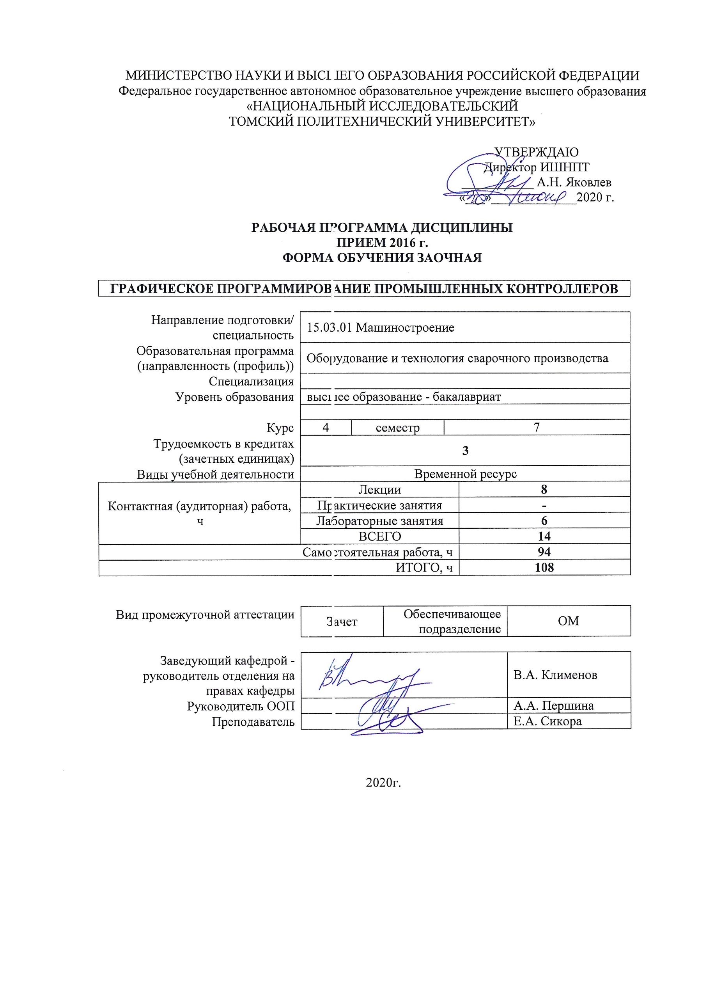 МИНИСТЕРСТВО НАУКИ И ВЫСШЕГО ОБРАЗОВАНИЯ РОССИЙСКОЙ ФЕДЕРАЦИИ
Федеральное государственное автономное образовательное учреждение высшего образования
«НАЦИОНАЛЬНЫЙ ИССЛЕДОВАТЕЛЬСКИЙ
ТОМСКИЙ ПОЛИТЕХНИЧЕСКИЙ УНИВЕРСИТЕТ»
УТВЕРЖДАЮ
Директор ИШНПТ
А.Н. Яковлев
«30» июня 2020 г.
РАБОЧАЯ ПРОГРАММА ДИСЦИПЛИНЫ
ПРИЕМ 2016 г.
ФОРМА ОБУЧЕНИЯ ЗАОЧНАЯ
ГРАФИЧЕСКОЕ ПРОГРАММИРОВАНИЕ ПРОМЫШЛЕННЫХ КОНТРОЛЛЕРОВ
Направление подготовки/
специальность
15.03.01 Машиностроение
Образовательная программа
(направленность (профиль))
Оборудование и технология сварочного производства
Специализация
Уровень образования высшее образование - бакалавриат
Курс 4 семестр 7
Трудоемкость в кредитах
(зачетных единицах)
3
Виды учебной деятельности Временной ресурс
Контактная (аудиторная) работа,
ч
Лекции 8
Практические занятия -
Лабораторные занятия 6
ВСЕГО 14
Самостоятельная работа, ч 94
ИТОГО, ч 108
Вид промежуточной аттестации Зачет
Обеспечивающее
подразделение
ОМ
Заведующий кафедрой -
руководитель отделения на
правах кафедры
В.А. Клименов
Руководитель ООП А.А. Першина
Преподаватель Е.А. Сикора
2020г.